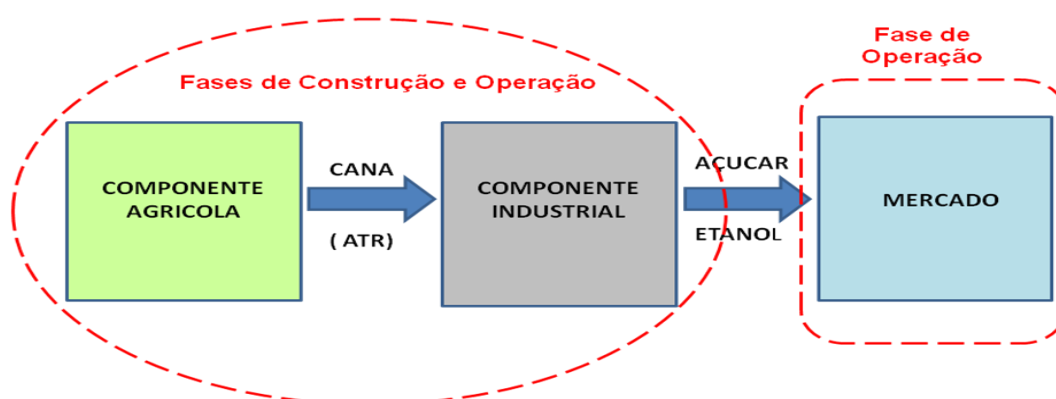 Fase de
Operação
Fases de Construção e Operação
COMPONENTE
AGRICOLA
CANA
( ATR)
COMPONENTE
INDUSTRIAL
AÇUCAR
ETANOL
MERCADO